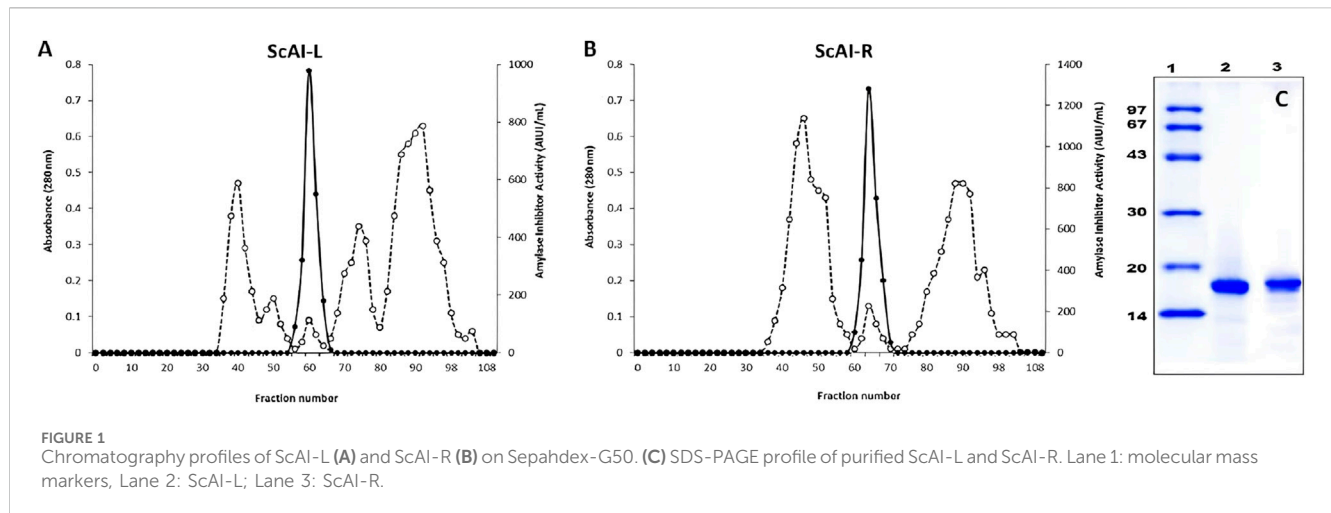 A
ScAI-L
Absorbance (280nm)
0.8
0.7
0.6
0.5
0.4
0.3
0.2
0.1
0
1000
800
600
400
200
0
Amylase Inhibitor Activity (AIUI/mL)
0 10 20 30 40 50 60 70 80 90 98 108
Fraction number
B
ScAI-R
Absorbance (280nm)
0.8
0.7
0.6
0.5
0.4
0.3
0.2
0.1
0
1400
1200
1000
800
600
400
200
0
Amylase Inhibitor Activity (AIUI/mL)
0 10 20 30 40 50 60 70 80 90 98 108
Fraction number
1 2 3
C
97
67
43
30
20
14
FIGURE 1
Chromatography profiles of ScAI-L (A) and ScAI-R (B) on Sepahdex-G50. (C) SDS-PAGE profile of purified ScAI-L and ScAI-R. Lane 1: molecular mass
markers, Lane 2: ScAI-L; Lane 3: ScAI-R.